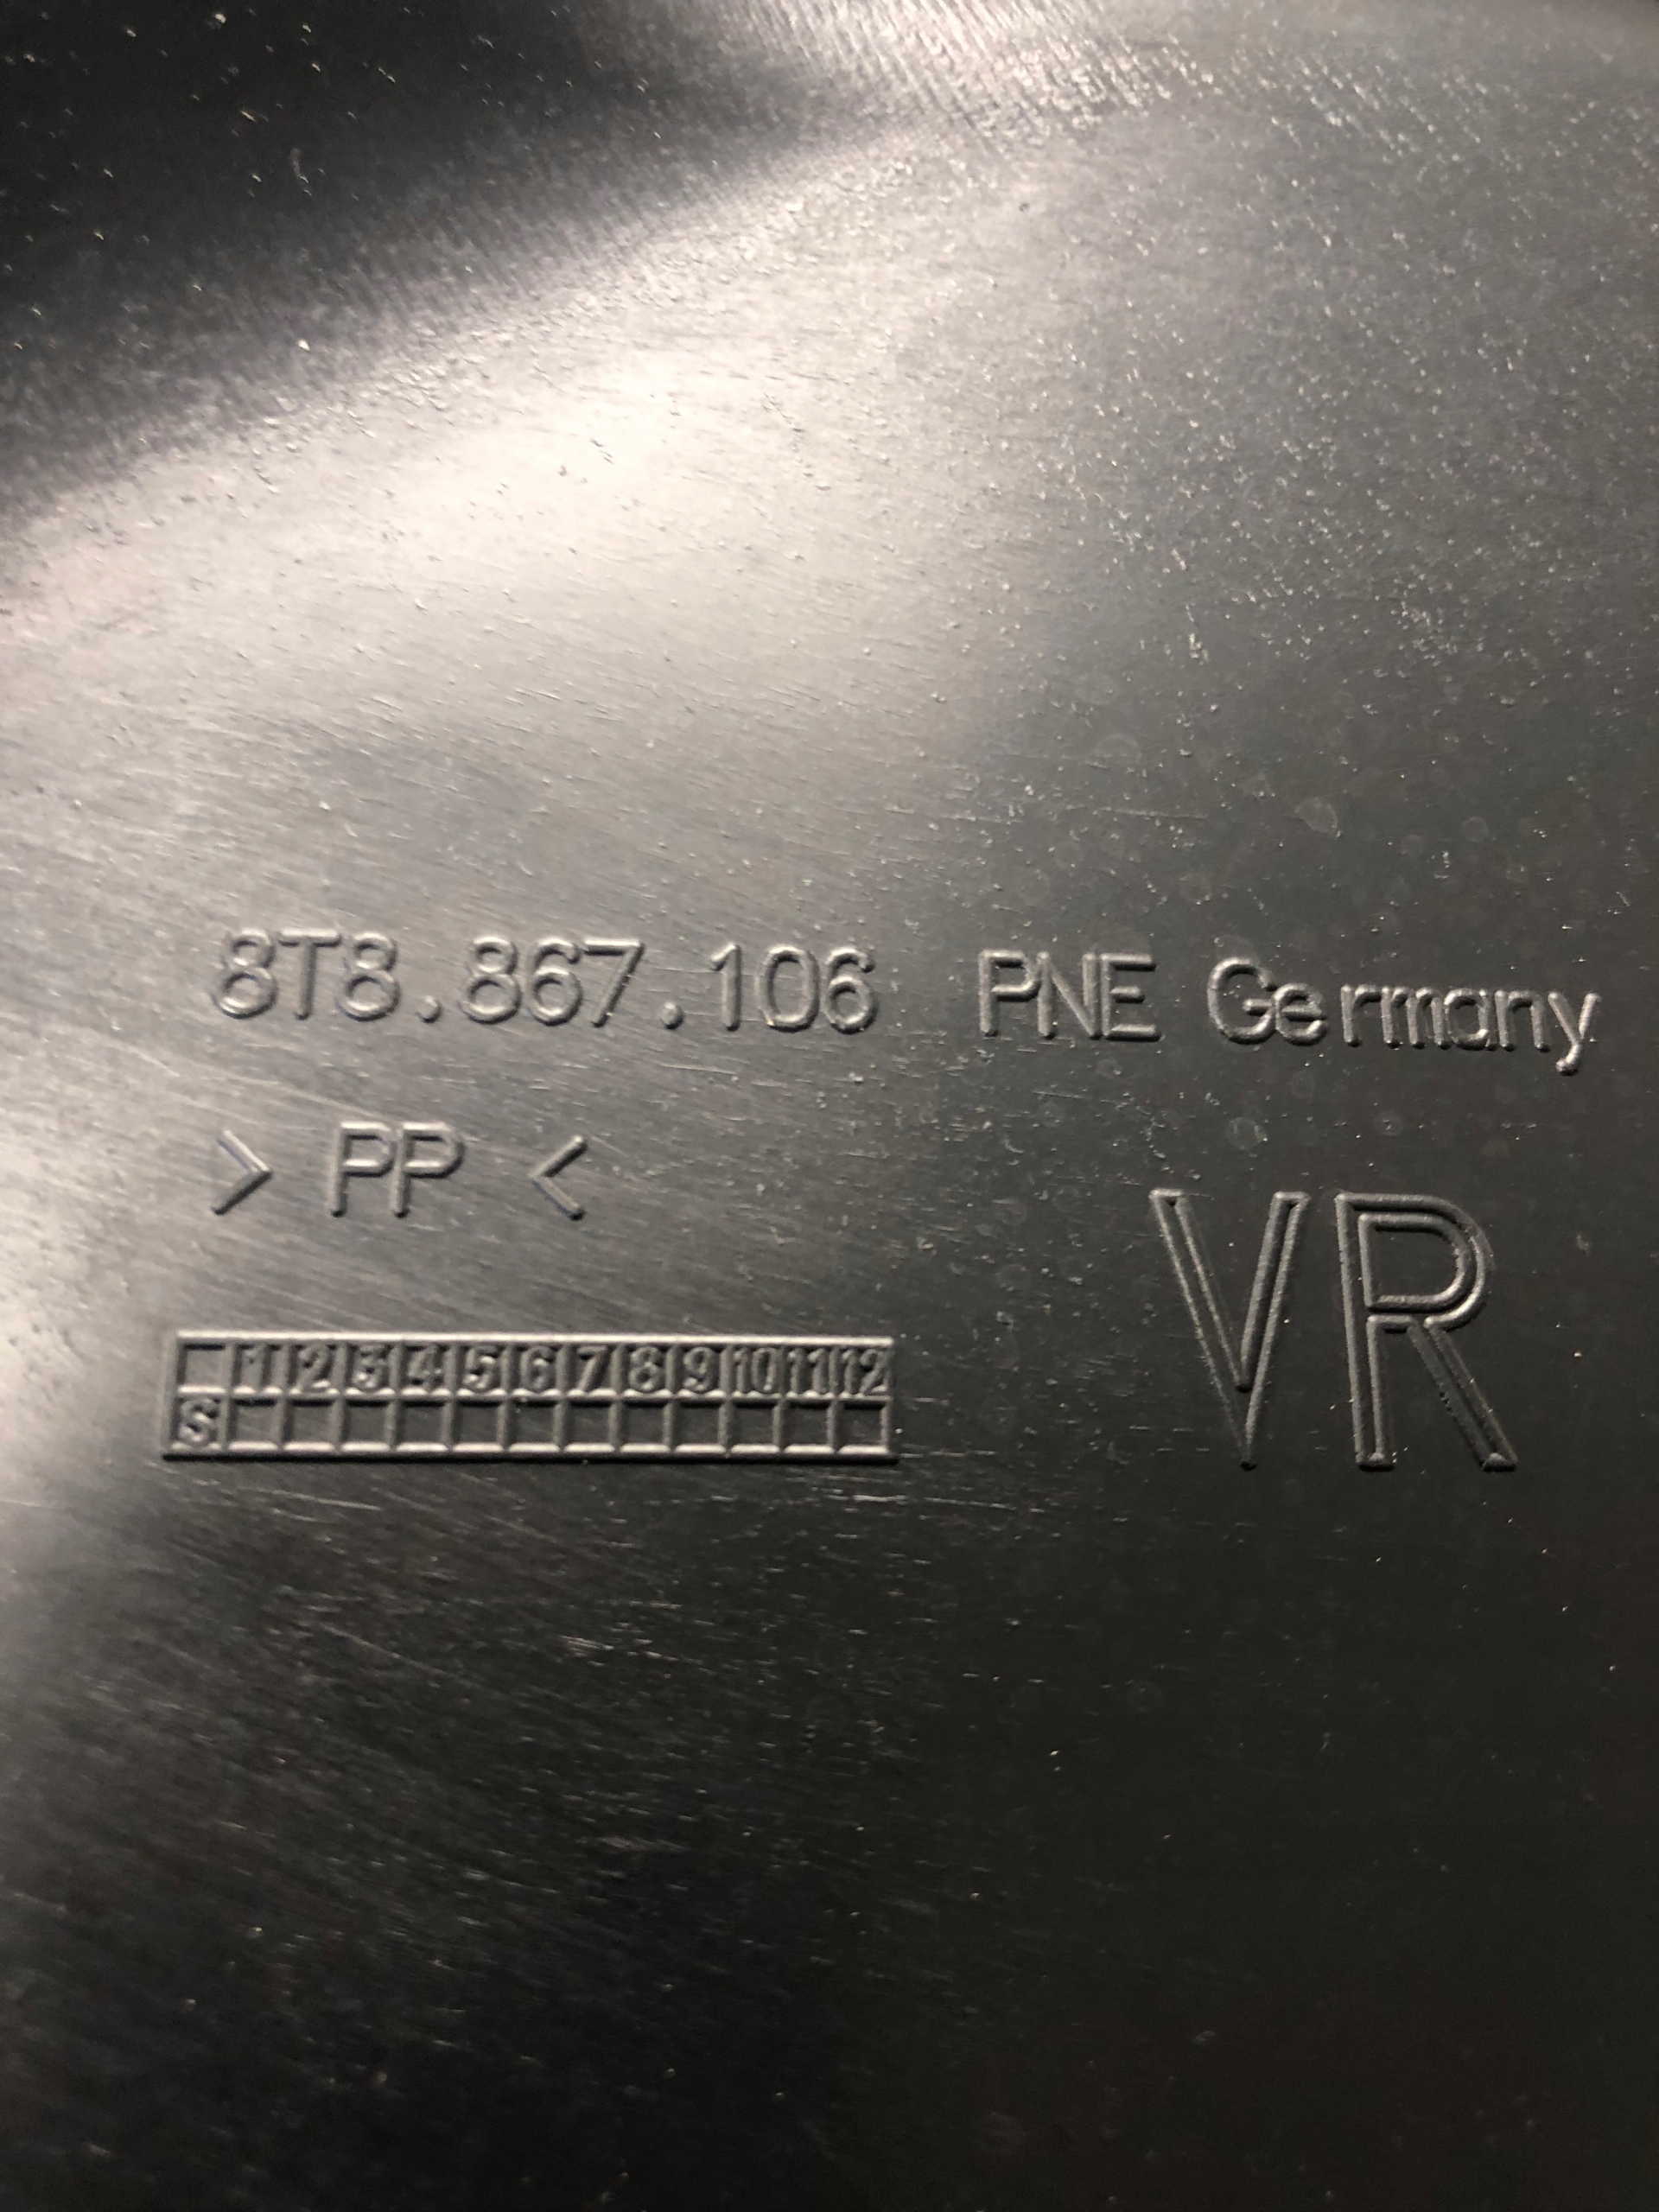 8T8.867.106 PNE Germany
> PP <
VR
1 2 3 4 5 6 7 8 9 10 11 12
S